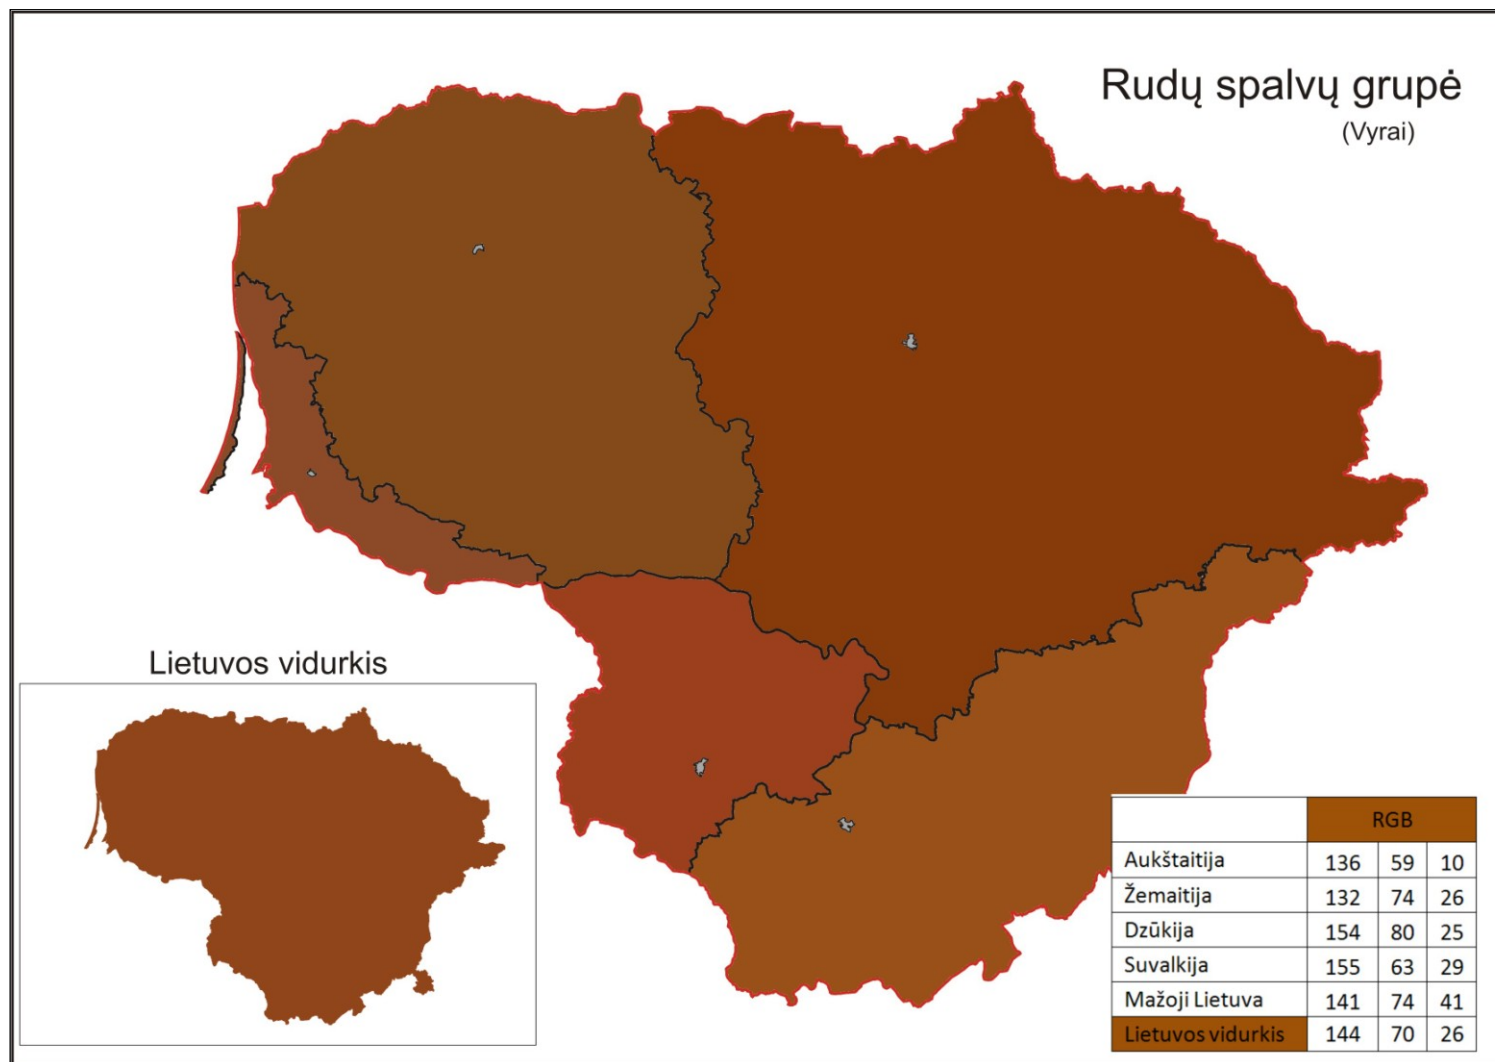 Rudų spalvų grupė
(Vyrai)
Lietuvos vidurkis
RGB
Aukštaitija 136 59 10
Žemaitija 132 74 26
Dzūkija 154 80 25
Suvalkija 155 63 29
Mažoji Lietuva 141 74 41
Lietuvos vidurkis 144 70 26